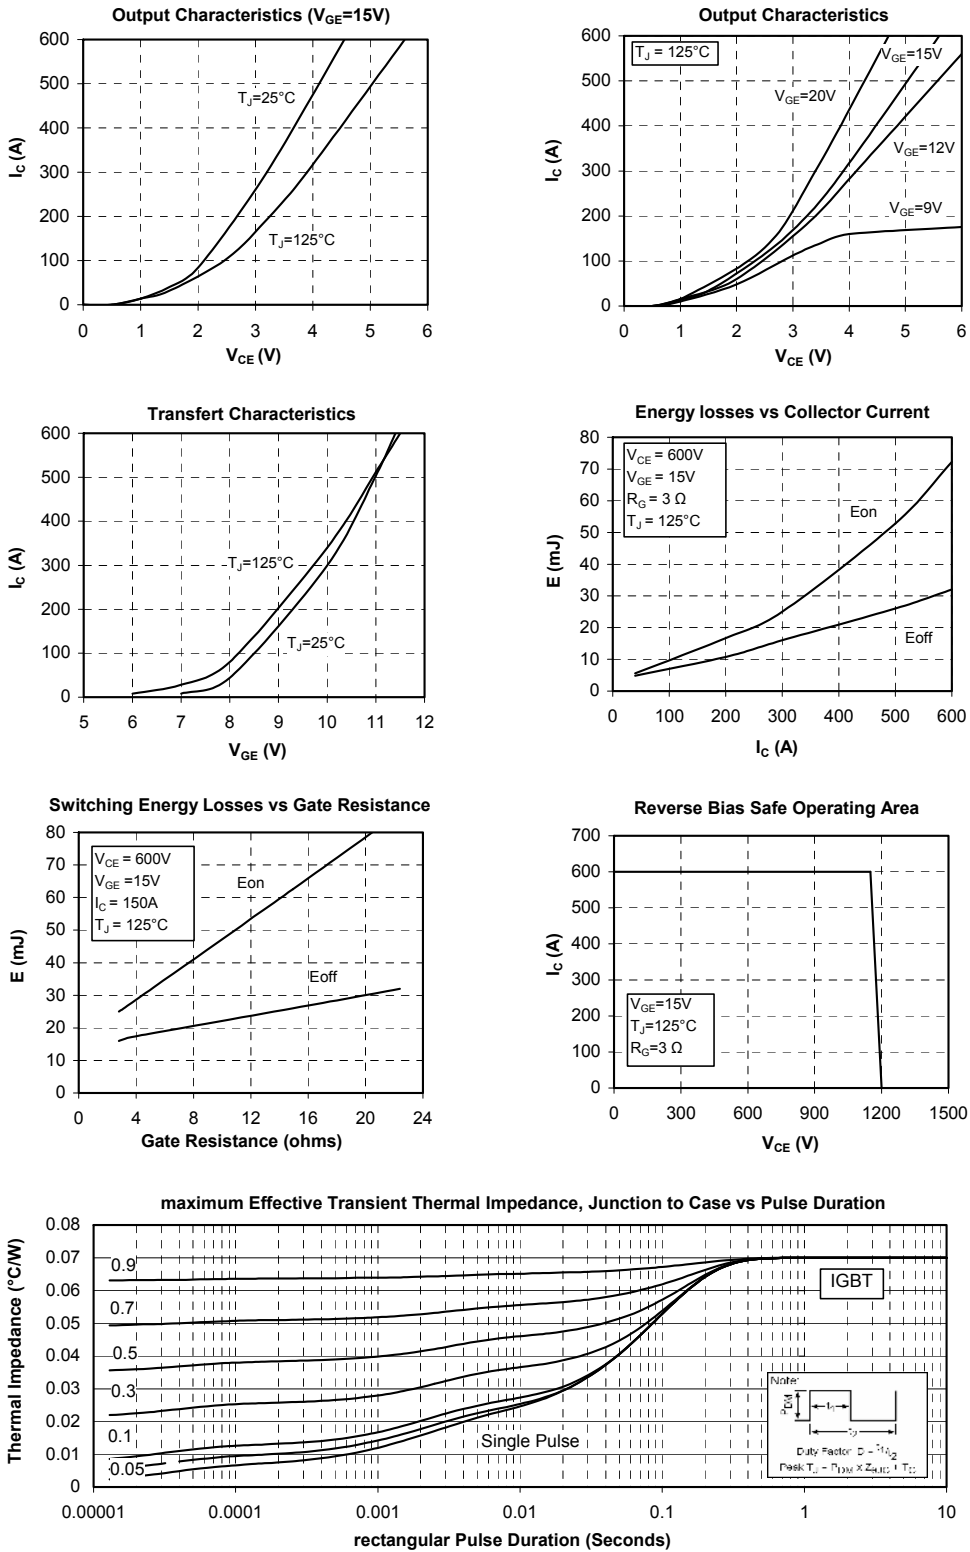 Output Characteristics (VGE=15V)
600
500
400
300
200
100
0
0 1 2 3 4 5 6
IC (A)
VCE (V)
TJ=25°C
TJ=125°C
Output Characteristics
600
500
400
300
200
100
0
0 1 2 3 4 5 6
IC (A)
VCE (V)
TJ = 125°C
VGE=15V
VGE=20V
VGE=12V
VGE=9V
Transfert Characteristics
600
500
400
300
200
100
0
5 6 7 8 9 10 11 12
IC (A)
VGE (V)
TJ=125°C
TJ=25°C
Energy losses vs Collector Current
80
70
60
50
40
30
20
10
0
0 100 200 300 400 500 600
E (mJ)
IC (A)
VCE = 600V
VGE = 15V
RG = 3 Ω
TJ = 125°C
Eon
Eoff
Switching Energy Losses vs Gate Resistance
80
70
60
50
40
30
20
10
0
0 4 8 12 16 20 24
E (mJ)
Gate Resistance (ohms)
VCE = 600V
VGE =15V
IC = 150A
TJ = 125°C
Eon
Eoff
Reverse Bias Safe Operating Area
700
600
500
400
300
200
100
0
0 300 600 900 1200 1500
IC (A)
VCE (V)
VGE=15V
TJ=125°C
RG=3 Ω
maximum Effective Transient Thermal Impedance, Junction to Case vs Pulse Duration
0.08
0.07
0.06
0.05
0.04
0.03
0.02
0.01
0
0.00001 0.0001 0.001 0.01 0.1 1 10
Thermal Impedance (°C/W)
rectangular Pulse Duration (Seconds)
0.9
0.7
0.5
0.3
0.1
0.05
Single Pulse
IGBT
Note:
PDM
t1
t2
Duty Factor D = t1/t2